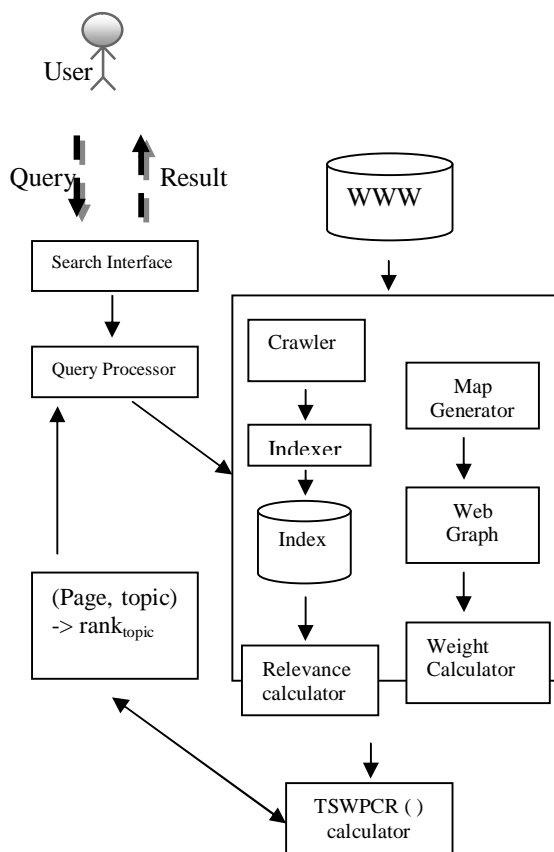 User
Query
Result
WWW
Search Interface
Query Processor
Crawler
Indexer
Index
Relevance
calculator
Map
Generator
Web
Graph
Weight
Calculator
(Page, topic)
-> rank_topic
TSWPCR ( )
calculator